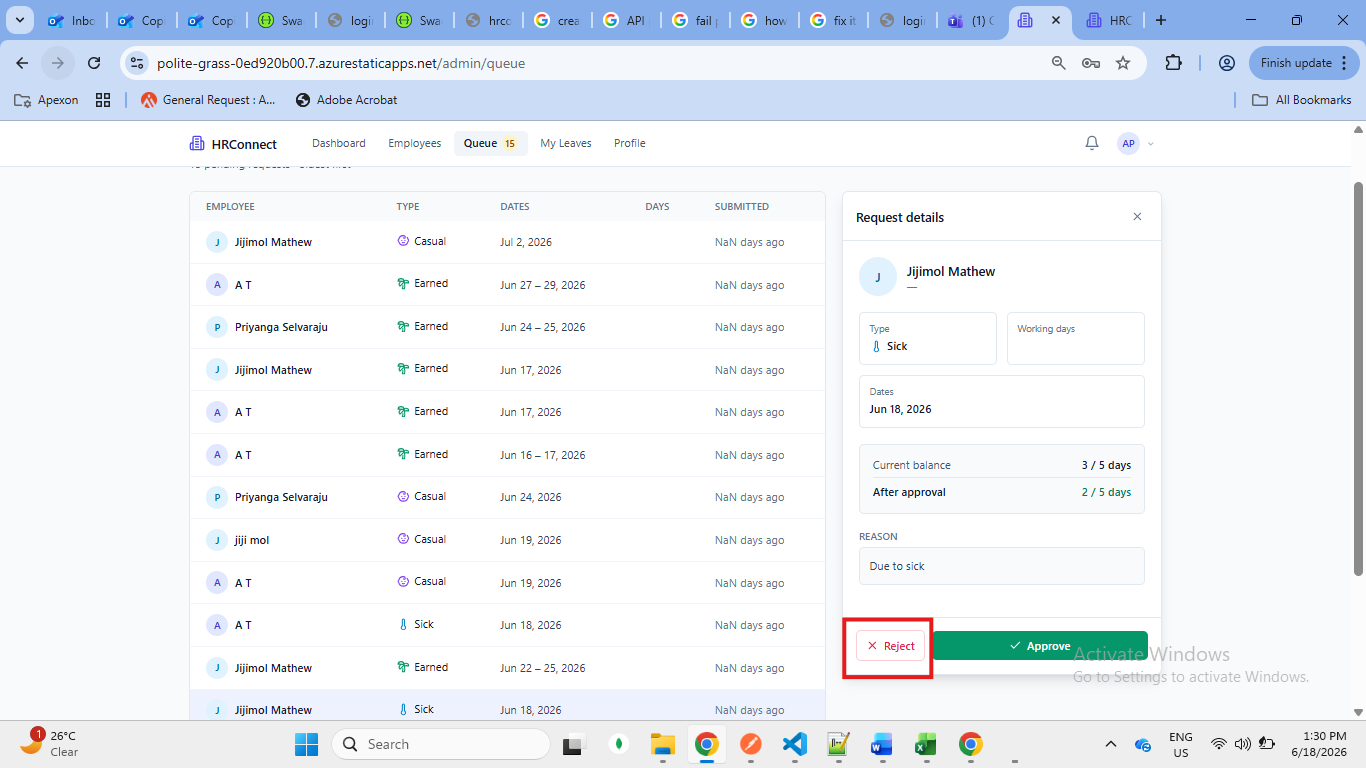 Inbo
Cop
Cop
Swa
logi
Swa
hrcc
crea
API
fail p
how
fix it
logi
(1) C
HRC
polite-grass-0ed920b00.7.azurestaticapps.net/admin/queue
Finish update
Apexon
General Request : A...
Adobe Acrobat
All Bookmarks
HRConnect
Dashboard
Employees
Queue 15
My Leaves
Profile
AP
EMPLOYEE TYPE DATES DAYS SUBMITTED
J Jijimol Mathew Casual Jul 2, 2026 NaN days ago
A A T Earned Jun 27 – 29, 2026 NaN days ago
P Priyanga Selvaraju Earned Jun 24 – 25, 2026 NaN days ago
J Jijimol Mathew Earned Jun 17, 2026 NaN days ago
A A T Earned Jun 17, 2026 NaN days ago
A A T Earned Jun 16 – 17, 2026 NaN days ago
P Priyanga Selvaraju Casual Jun 24, 2026 NaN days ago
J jiji mol Casual Jun 19, 2026 NaN days ago
A A T Casual Jun 19, 2026 NaN days ago
A A T Sick Jun 18, 2026 NaN days ago
J Jijimol Mathew Earned Jun 22 – 25, 2026 NaN days ago
J Jijimol Mathew Sick Jun 18, 2026 NaN days ago
Request details
J
Jijimol Mathew
—
Type
Sick
Working days
Dates
Jun 18, 2026
Current balance 3 / 5 days
After approval 2 / 5 days
REASON
Due to sick
Reject
Approve
Activate Windows
Go to Settings to activate Windows.
1
26°C
Clear
Search
ENG
US
1:30 PM
6/18/2026